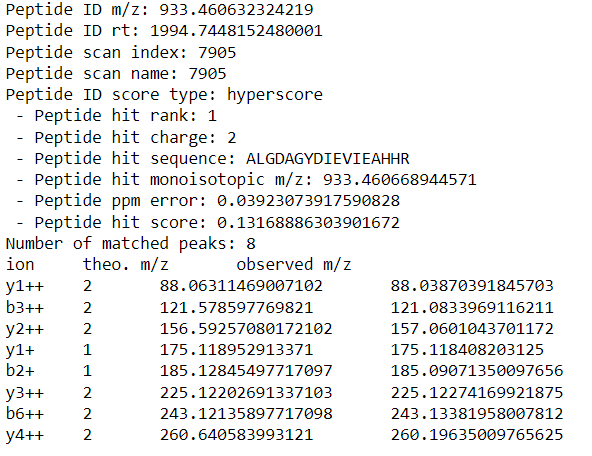 Peptide ID m/z: 933.460632324219
Peptide ID rt: 1994.7448152480001
Peptide scan index: 7905
Peptide scan name: 7905
Peptide ID score type: hyperscore
 - Peptide hit rank: 1
 - Peptide hit charge: 2
 - Peptide hit sequence: ALGDAGYDIEVIEAHHR
 - Peptide hit monoisotopic m/z: 933.460668944571
 - Peptide ppm error: 0.03923073917590828
 - Peptide hit score: 0.13168886303901672
Number of matched peaks: 8
ion	theo. m/z	observed m/z
y1++	2	88.06311469007102	88.03870391845703
b3++	2	121.578597769821	121.0833969116211
y2++	2	156.59257080172102	157.0601043701172
y1+	1	175.118952913371	175.118408203125
b2+	1	185.12845497717097	185.09071350097656
y3++	2	225.12202691337103	225.12274169921875
b6++	2	243.12135897717098	243.13381958007812
y4++	2	260.640583993121	260.19635009765625